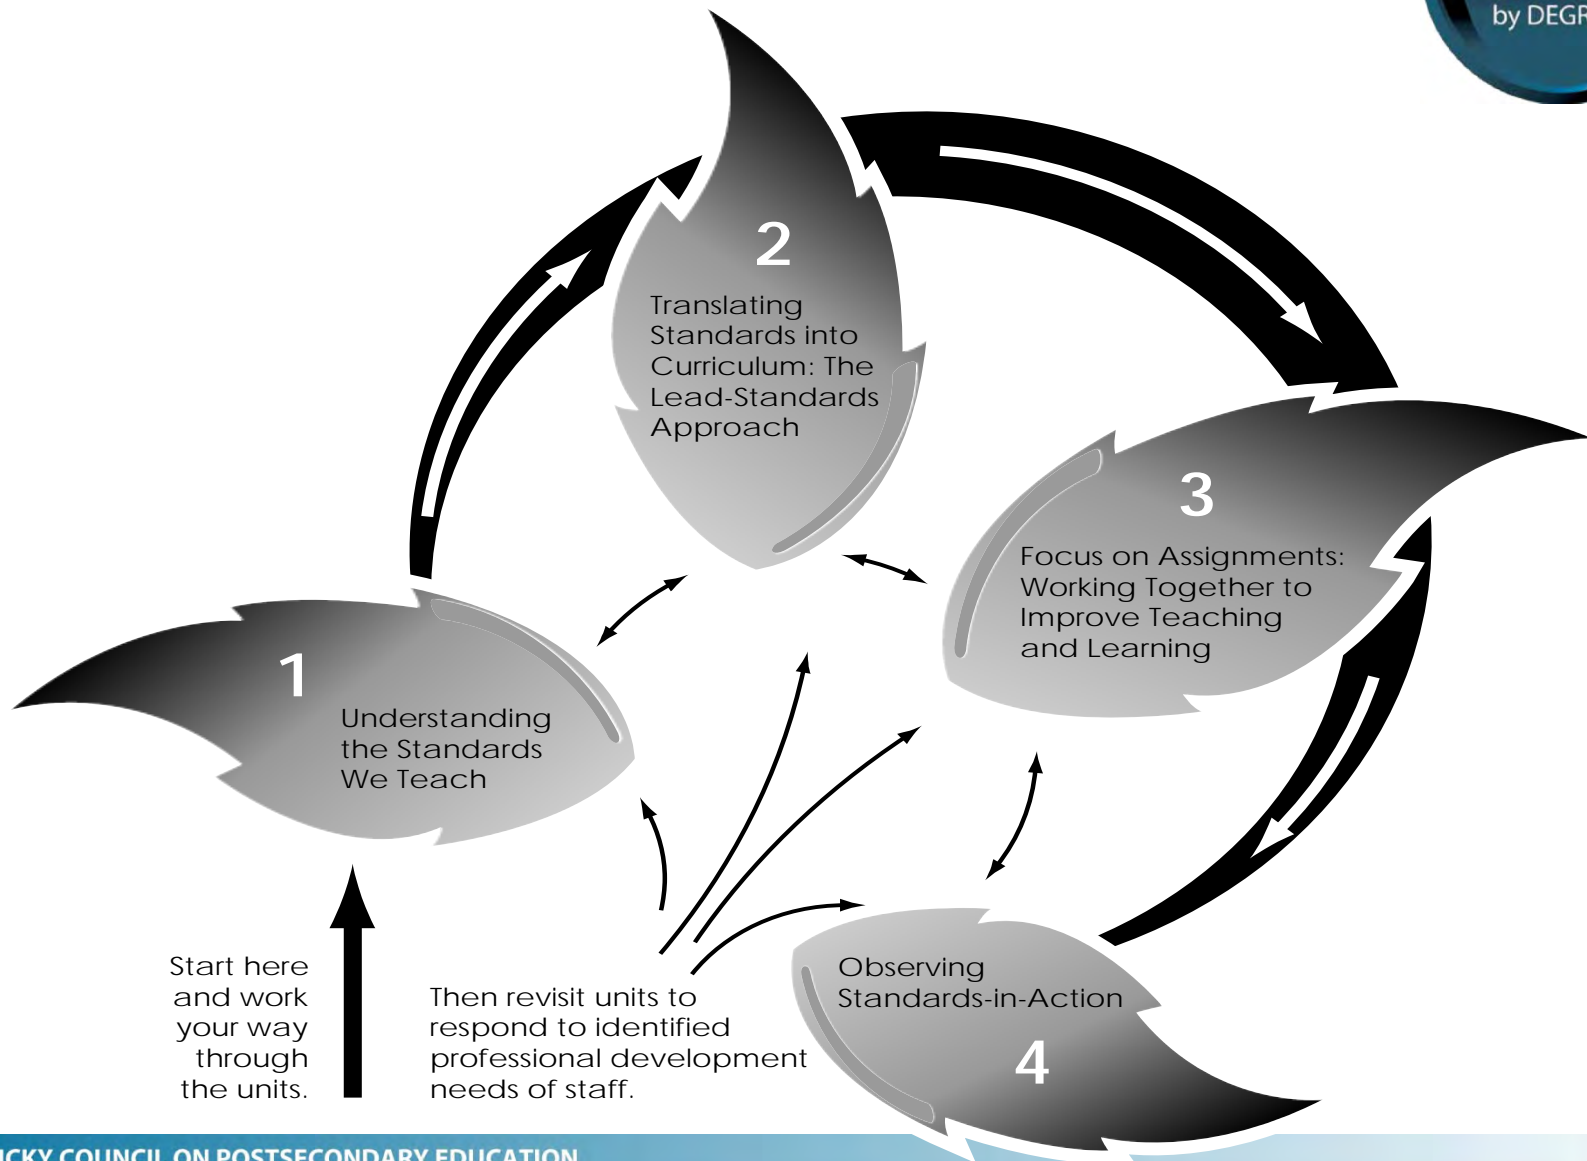 by DEGR
2
Translating
Standards into
Curriculum: The
Lead-Standards
Approach
3
Focus on Assignments:
Working Together to
Improve Teaching
and Learning
1
Understanding
the Standards
We Teach
Start here
and work
your way
through
the units.
Then revisit units to
respond to identified
professional development
needs of staff.
Observing
Standards-in-Action
4
COUNCIL ON POSTSECONDARY EDUCATION